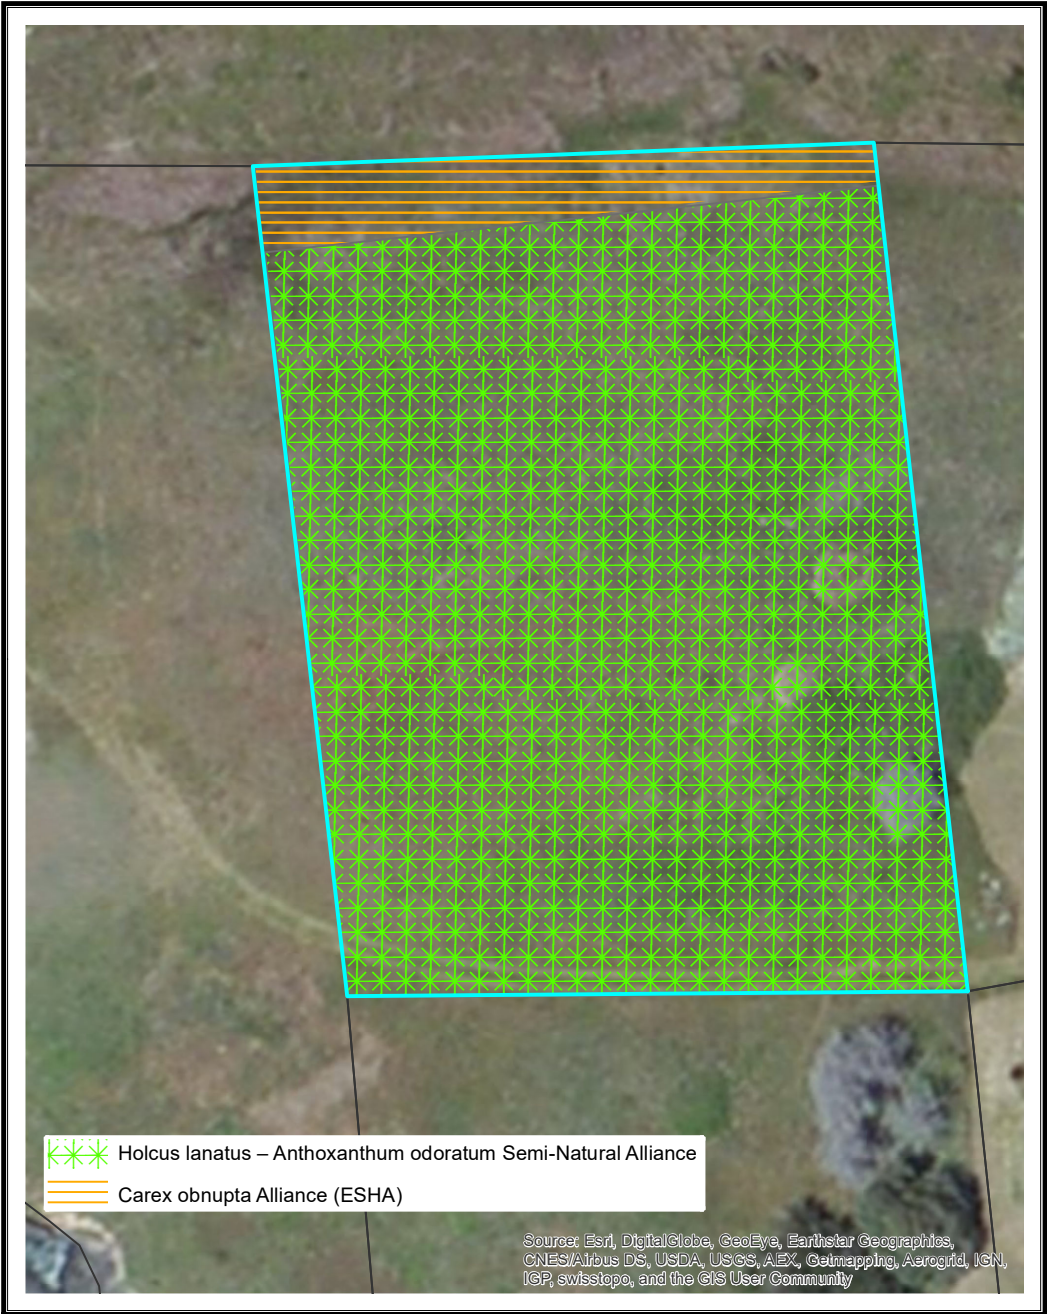 Holcus lanatus – Anthoxanthum odoratum Semi-Natural Alliance
Carex obnupta Alliance (ESHA)
Source: Esri, DigitalGlobe, GeoEye, Earthstar Geographics,
CNES/Airbus DS, USDA, USGS, AEX, Getmapping, Aerogrid, IGN,
IGP, swisstopo, and the GIS User Community